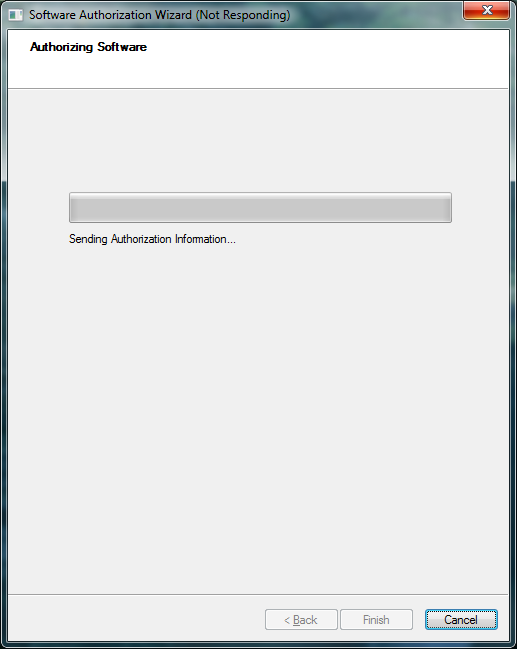 Software Authorization Wizard (Not Responding)
Authorizing Software
Sending Authorization Information...
< Back
Finish
Cancel